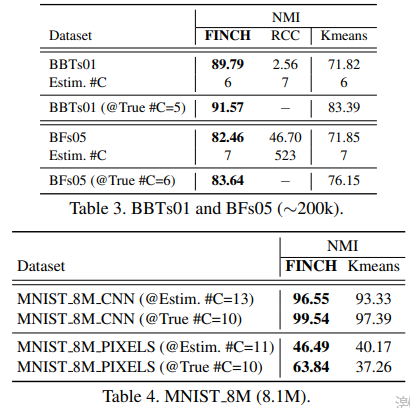 NMI
Dataset FINCH RCC Kmeans
BBTs01 89.79 2.56 71.82
Estim. #C 6 7 6
BBTs01 (@True #C=5) 91.57 − 83.39
BFs05 82.46 46.70 71.85
Estim. #C 7 523 7
BFs05 (@True #C=6) 83.64 − 76.15
Table 3. BBTs01 and BFs05 (∼200k).
NMI
Dataset FINCH Kmeans
MNIST_8M_CNN (@Estim. #C=13) 96.55 93.33
MNIST_8M_CNN (@True #C=10) 99.54 97.39
MNIST_8M_PIXELS (@Estim. #C=11) 46.49 40.17
MNIST_8M_PIXELS (@True #C=10) 63.84 37.26
Table 4. MNIST_8M (8.1M).